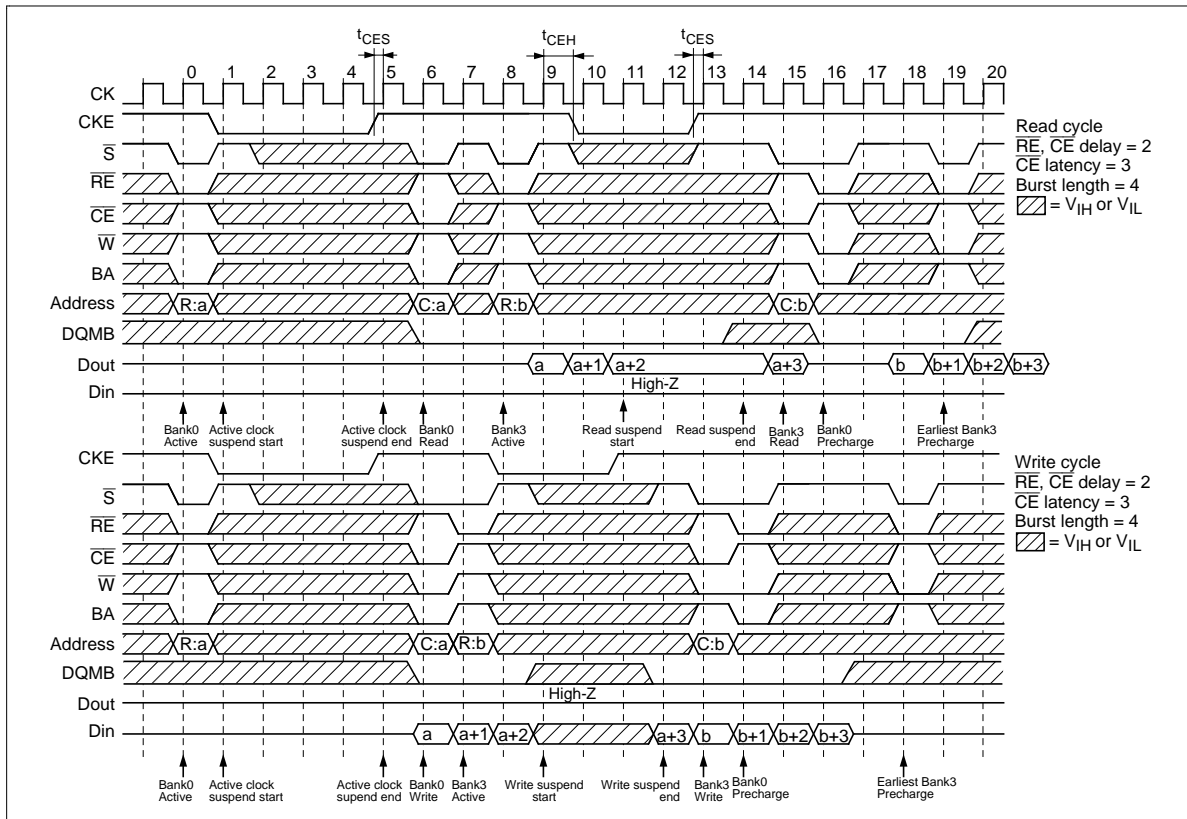 tCES tCEH tCES
0 1 2 3 4 5 6 7 8 9 10 11 12 13 14 15 16 17 18 19 20
CK
CKE
S
RE
CE
W
BA
Address R:a C:a R:b C:b
DQMB
Dout a a+1 a+2 a+3 b b+1 b+2 b+3
Din High-Z
Read cycle
RE, CE delay = 2
CE latency = 3
Burst length = 4
= VIH or VIL
Bank0 Active
Active clock suspend start
Active clock suspend end
Bank0 Read
Bank3 Active
Read suspend start
Read suspend end
Bank3 Read
Bank0 Precharge
Earliest Bank3 Precharge
CKE
S
RE
CE
W
BA
Address R:a C:a R:b C:b
DQMB
Dout High-Z
Din a a+1 a+2 a+3 b b+1 b+2 b+3
Write cycle
RE, CE delay = 2
CE latency = 3
Burst length = 4
= VIH or VIL
Bank0 Active
Active clock suspend start
Active clock supend end
Bank0 Write
Bank3 Active
Write suspend start
Write suspend end
Bank3 Write
Bank0 Precharge
Earliest Bank3 Precharge